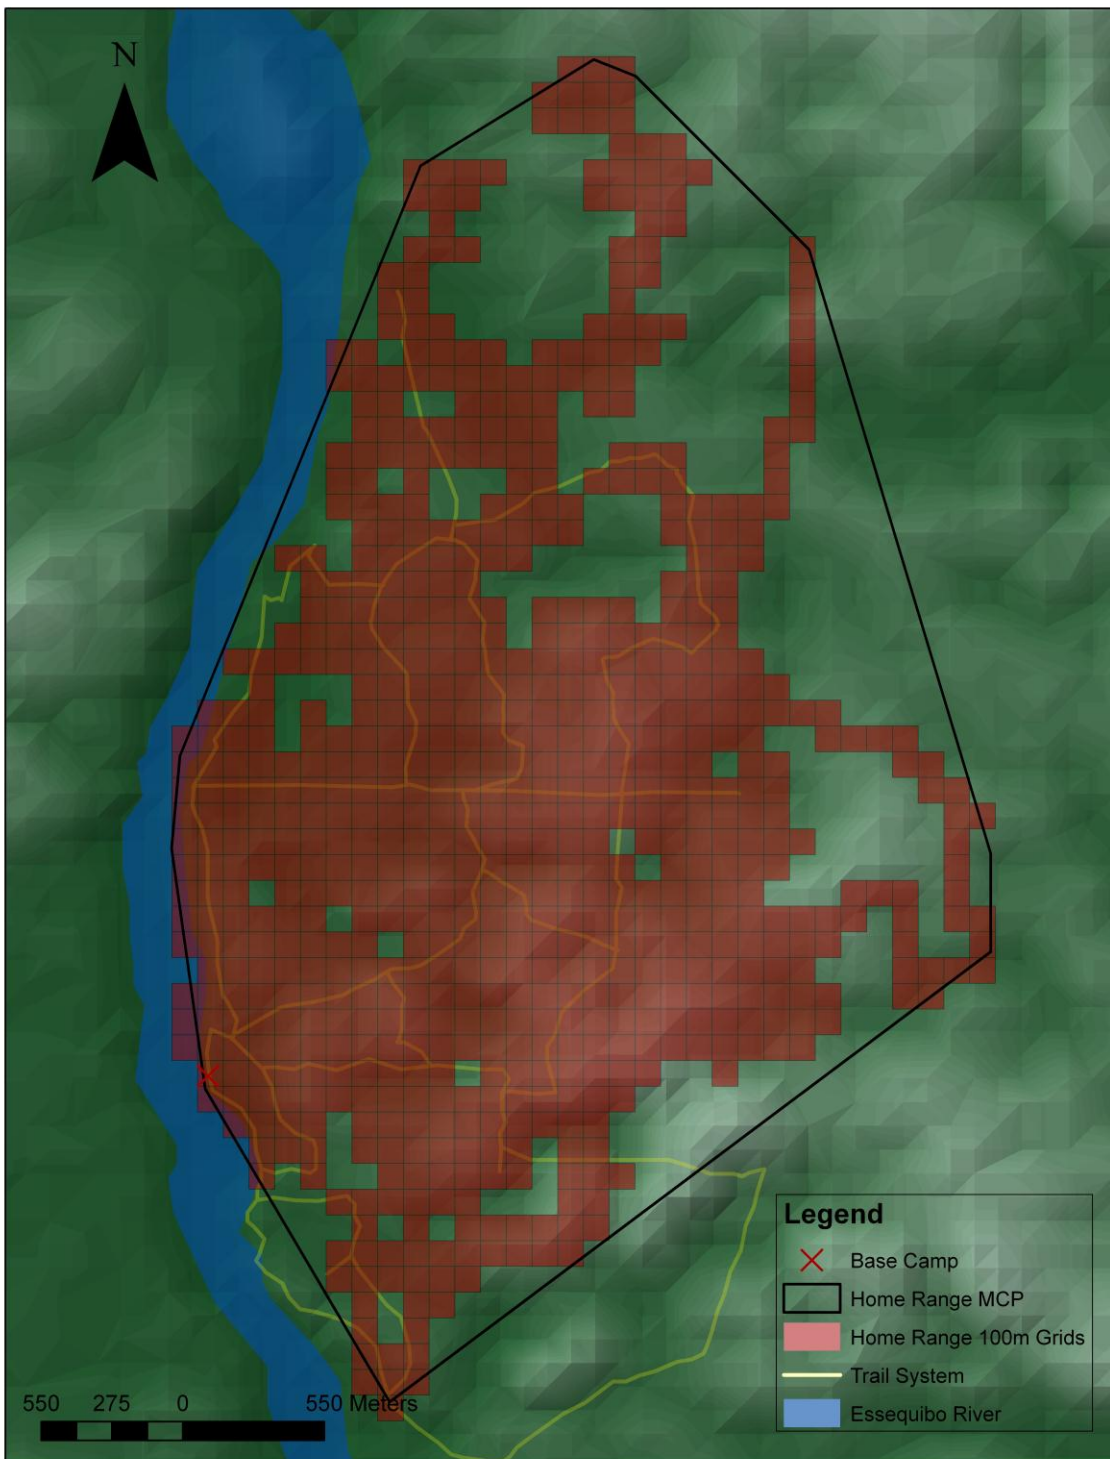 N
Legend
Base Camp
Home Range MCP
Home Range 100m Grids
Trail System
Essequibo River
550 275 0 550 Meters